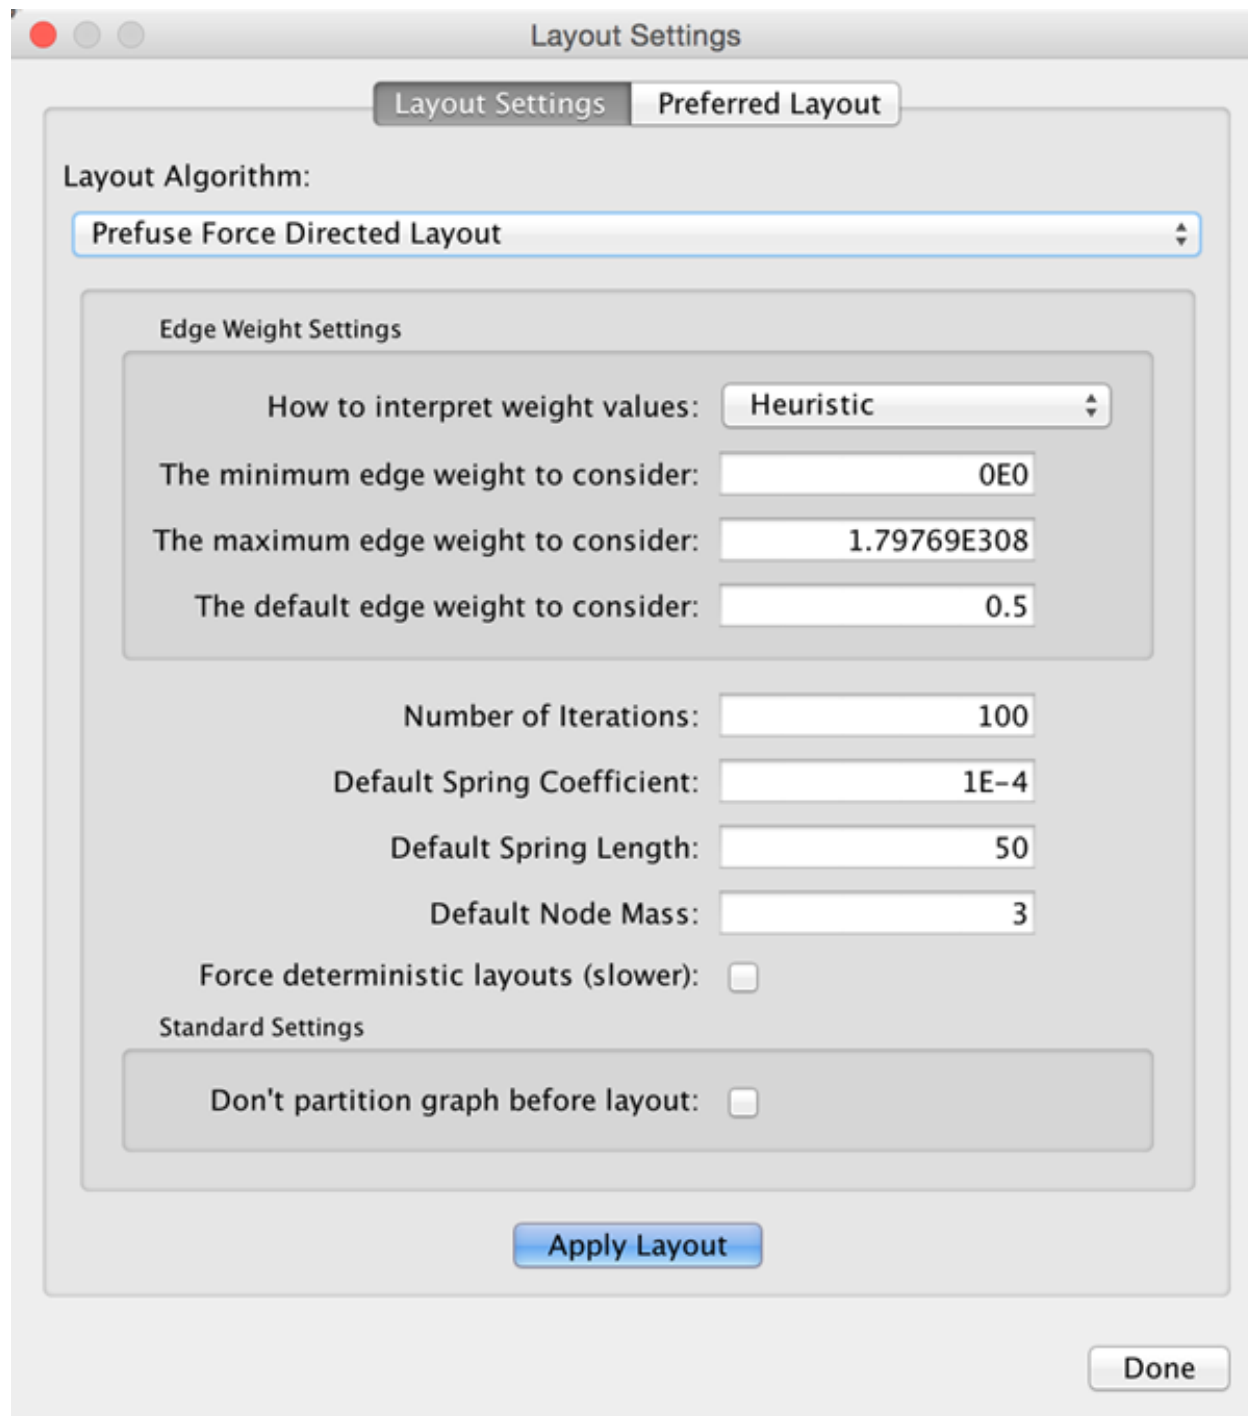 Layout Settings
Layout Settings Preferred Layout
Layout Algorithm:
Prefuse Force Directed Layout
Edge Weight Settings
How to interpret weight values: Heuristic
The minimum edge weight to consider: 0E0
The maximum edge weight to consider: 1.79769E308
The default edge weight to consider: 0.5
Number of Iterations: 100
Default Spring Coefficient: 1E-4
Default Spring Length: 50
Default Node Mass: 3
Force deterministic layouts (slower):
Standard Settings
Don't partition graph before layout:
Apply Layout
Done